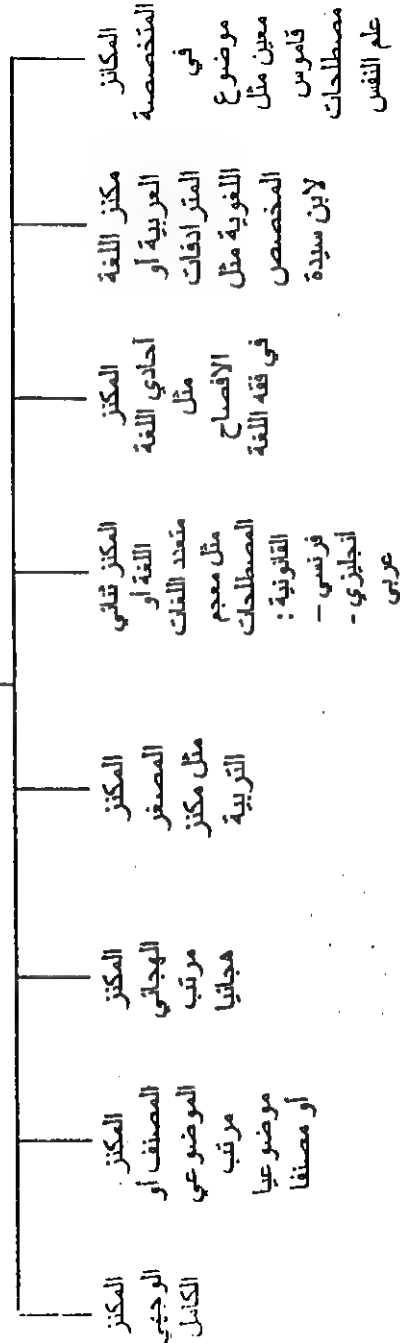 المكانز
المتخصصة
في
موضوع
معين مثل
قاموس
مصطلحات
علم النفس
مكنز اللغة
العربية أو
المترادفات
اللغوية مثل
المخصص
لابن سيدة
المكنز
أحادي اللغة
مثل
الافصاح
في فقه اللغة
المكنز ثنائي
اللغة أو
متعدد اللغات
مثل معجم
المصطلحات
القانونية :
فرنسي –
انجليزي -
عربي
المكنز
المصغر
مثل مكنز
التربية
المكنز
الهجائي
مرتب
هجائيا
المكنز
المصنف أو
الموضوعي
مرتب
موضوعيا
أو مصنفا
المكنز
الوجيهي
الكامل